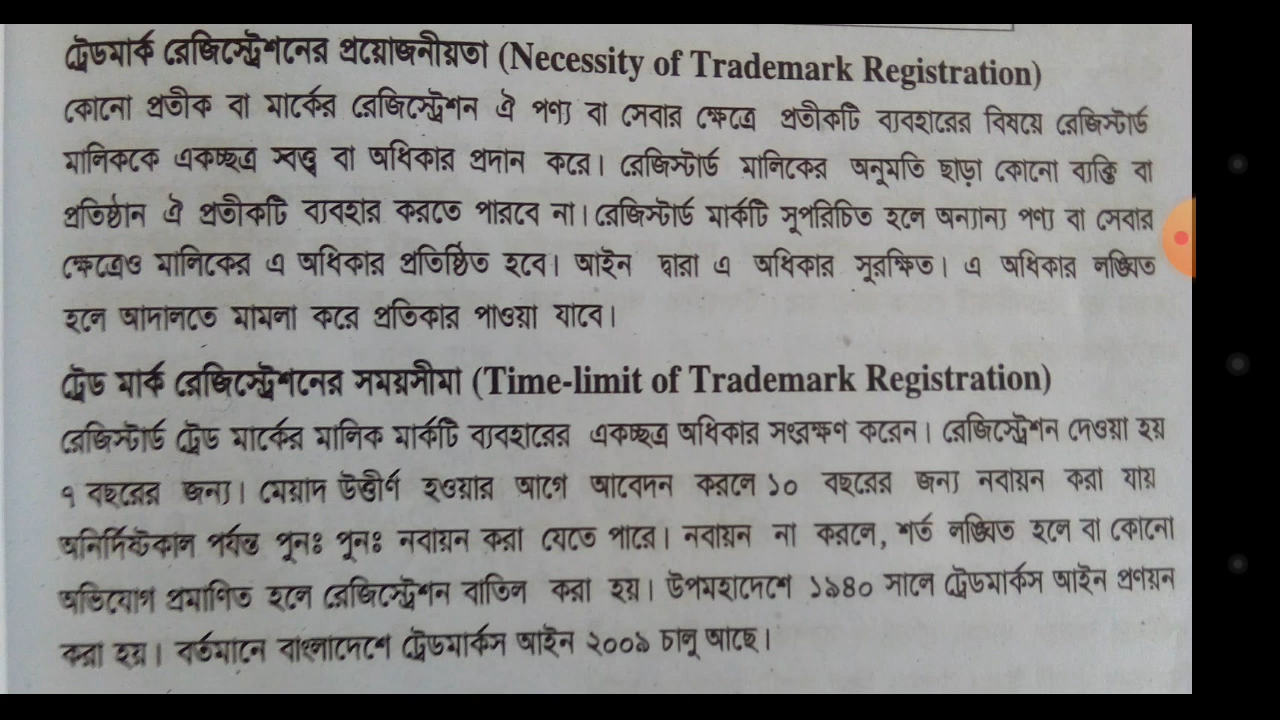 ট্রেডমার্ক রেজিস্ট্রেশনের প্রয়োজনীয়তা (Necessity of Trademark Registration)
কোনো প্রতীক বা মার্কের রেজিস্ট্রেশন ঐ পণ্য বা সেবার ক্ষেত্রে প্রতীকটি ব্যবহারের বিষয়ে রেজিস্টার্ড
মালিককে একচ্ছত্র স্বত্ব বা অধিকার প্রদান করে। রেজিস্টার্ড মালিকের অনুমতি ছাড়া কোনো ব্যক্তি বা
প্রতিষ্ঠান ঐ প্রতীকটি ব্যবহার করতে পারবে না। রেজিস্টার্ড মার্কটি সুপরিচিত হলে অন্যান্য পণ্য বা সেবার
ক্ষেত্রেও মালিকের এ অধিকার প্রতিষ্ঠিত হবে। আইন দ্বারা এ অধিকার সুরক্ষিত। এ অধিকার লঙ্ঘিত
হলে আদালতে মামলা করে প্রতিকার পাওয়া যাবে।
ট্রেড মার্ক রেজিস্ট্রেশনের সময়সীমা (Time-limit of Trademark Registration)
রেজিস্টার্ড ট্রেড মার্কের মালিক মার্কটি ব্যবহারের একচ্ছত্র অধিকার সংরক্ষণ করেন। রেজিস্ট্রেশন দেওয়া হয়
৭ বছরের জন্য। মেয়াদ উত্তীর্ণ হওয়ার আগে আবেদন করলে ১০ বছরের জন্য নবায়ন করা যায়
অনির্দিষ্টকাল পর্যন্ত পুনঃ পুনঃ নবায়ন করা যেতে পারে। নবায়ন না করলে, শর্ত লঙ্ঘিত হলে বা কোনো
অভিযোগ প্রমাণিত হলে রেজিস্ট্রেশন বাতিল করা হয়। উপমহাদেশে ১৯৪০ সালে ট্রেডমার্কস আইন প্রণয়ন
করা হয়। বর্তমানে বাংলাদেশে ট্রেডমার্কস আইন ২০০৯ চালু আছে।